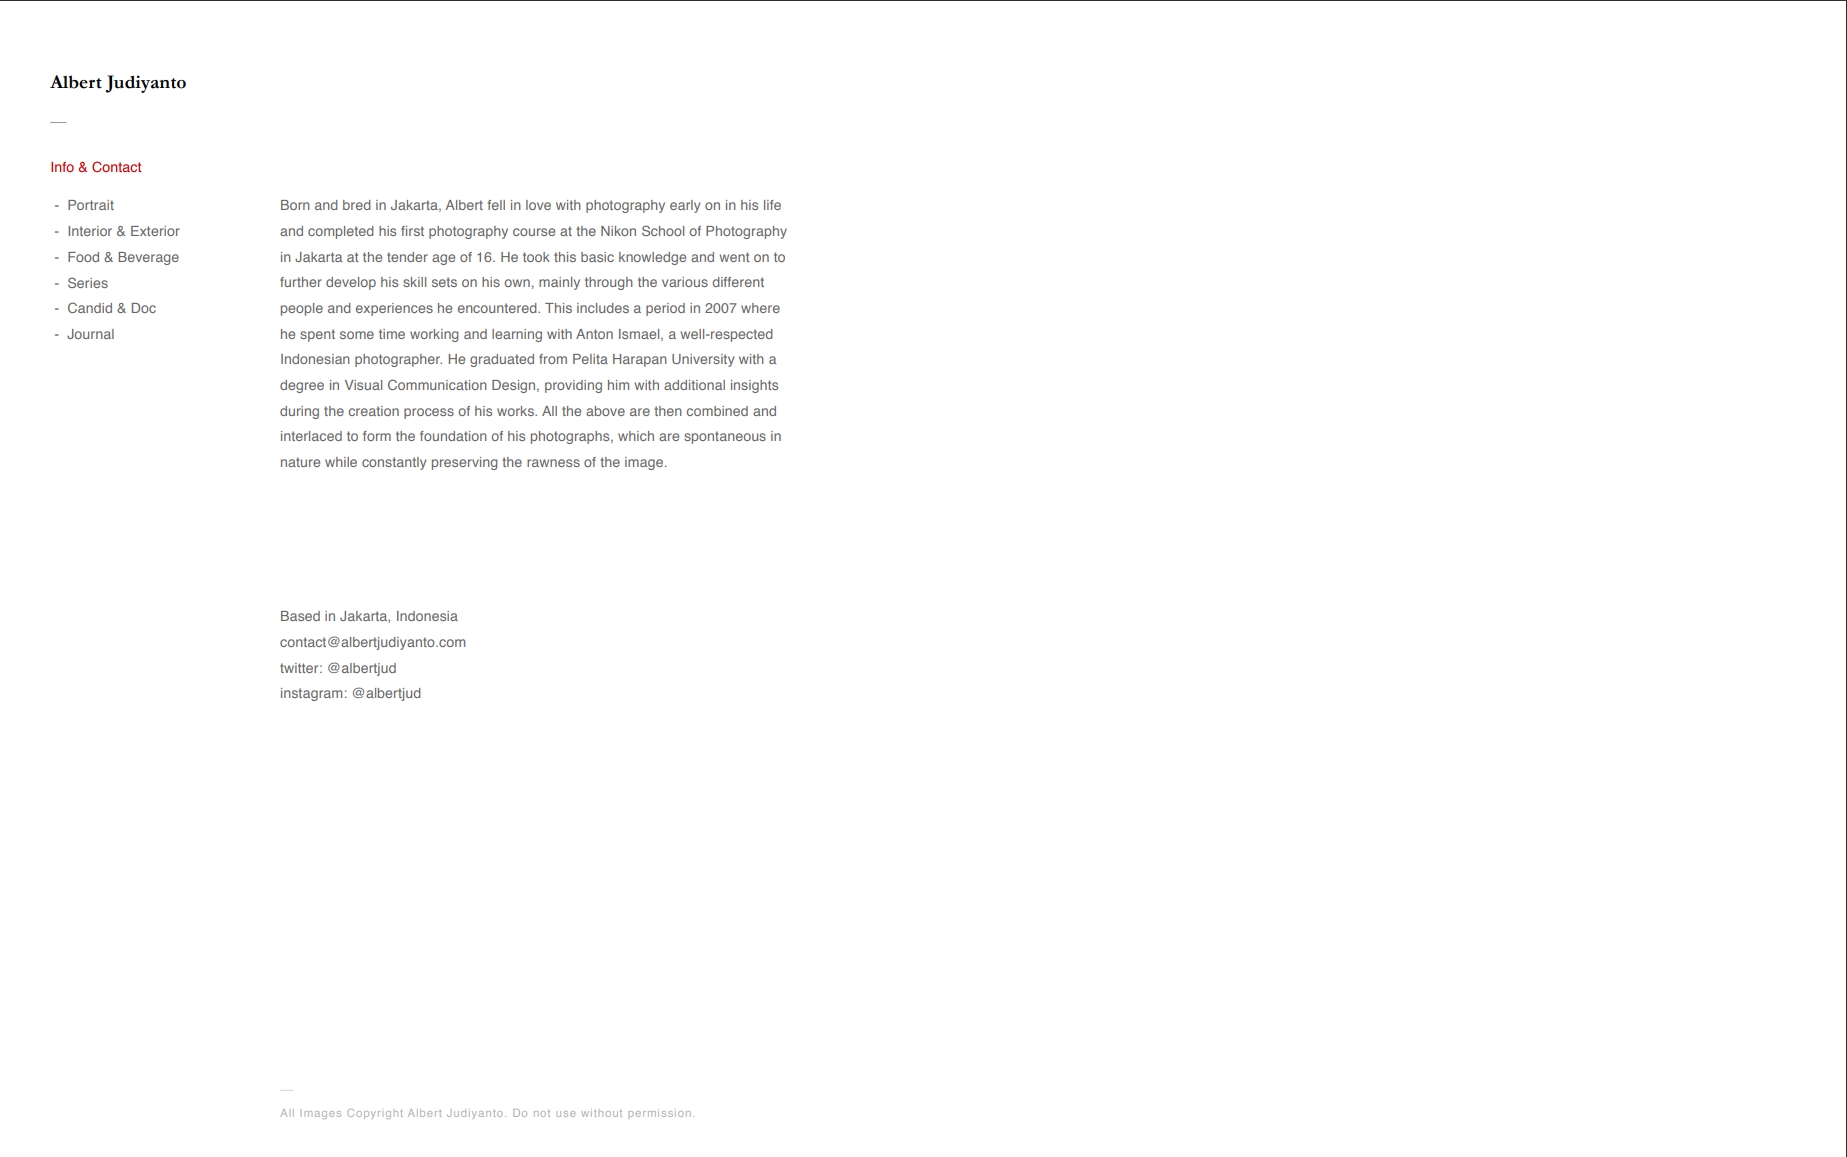 Albert Judiyanto
—
Info & Contact
- Portrait
- Interior & Exterior
- Food & Beverage
- Series
- Candid & Doc
- Journal
Born and bred in Jakarta, Albert fell in love with photography early on in his life
and completed his first photography course at the Nikon School of Photography
in Jakarta at the tender age of 16. He took this basic knowledge and went on to
further develop his skill sets on his own, mainly through the various different
people and experiences he encountered. This includes a period in 2007 where
he spent some time working and learning with Anton Ismael, a well-respected
Indonesian photographer. He graduated from Pelita Harapan University with a
degree in Visual Communication Design, providing him with additional insights
during the creation process of his works. All the above are then combined and
interlaced to form the foundation of his photographs, which are spontaneous in
nature while constantly preserving the rawness of the image.
Based in Jakarta, Indonesia
contact@albertjudiyanto.com
twitter: @albertjud
instagram: @albertjud
—
All Images Copyright Albert Judiyanto. Do not use without permission.